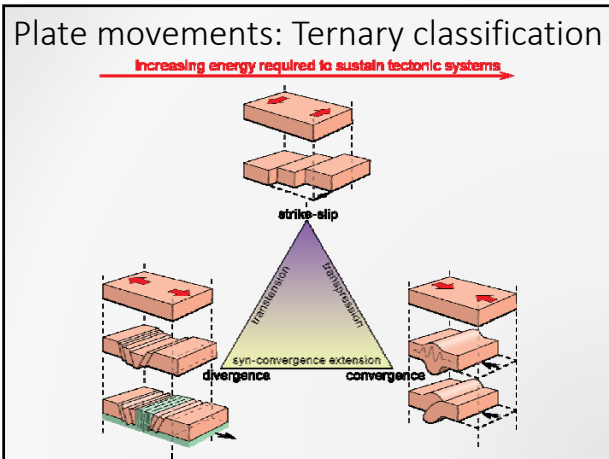 Plate movements: Ternary classification
Increasing energy required to sustain tectonic systems
strike-slip
transtension
transpression
syn-convergence extension
divergence
convergence